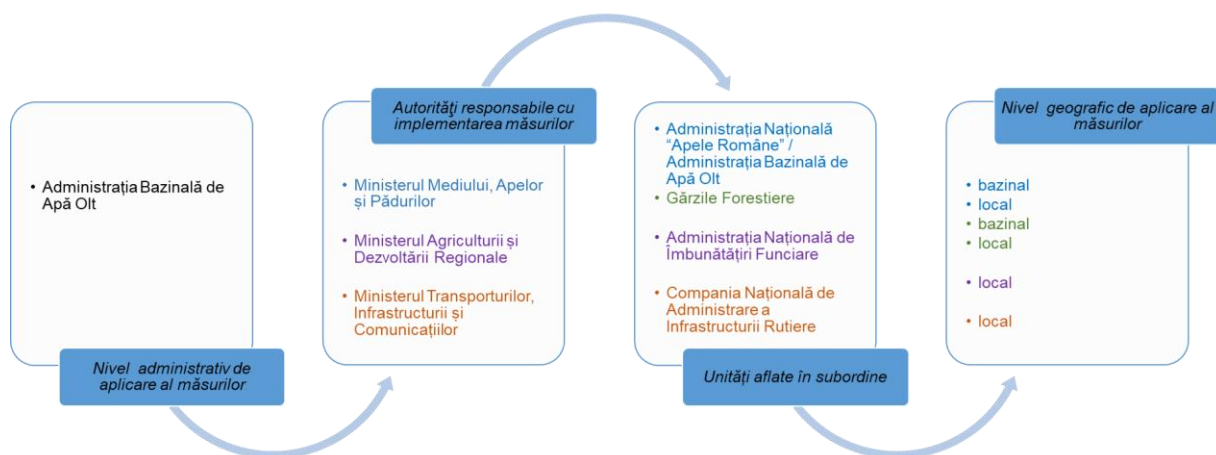 • Administrația Bazinală de
Apă Olt
Nivel administrativ de
aplicare al măsurilor
Autorităţi responsabile cu
implementarea măsurilor
• Ministerul Mediului, Apelor
și Pădurilor
• Ministerul Agriculturii și
Dezvoltării Regionale
• Ministerul Transporturilor,
Infrastructurii și
Comunicațiilor
• Administrația Națională
“Apele Române” /
Administrația Bazinală de
Apă Olt
• Gărzile Forestiere
• Administrația Națională de
Îmbunătățiri Funciare
• Compania Națională de
Administrare a
Infrastructurii Rutiere
Unități aflate în subordine
Nivel geografic de aplicare al
măsurilor
• bazinal
• local
• bazinal
• local
• local
• local